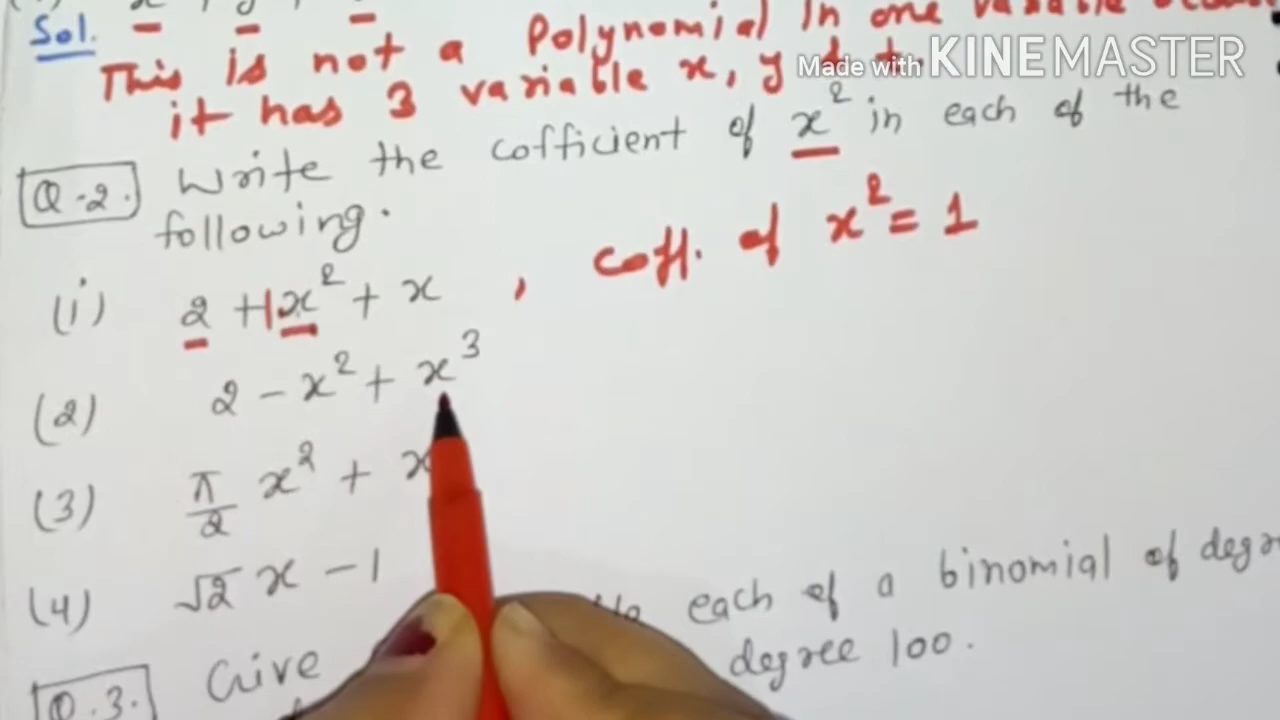 Sol.
This is not a Polynomial in one
it has 3 variable x, y & t
Made with KINEMASTER
Q-2. Write the cofficient of x² in each of the
following.
(i) 2 + 1x² + x , coff. of x² = 1
(2) 2 - x² + x³
(3) π/2 x² + x
(4) √2 x - 1
Q.3. Give each of a binomial of
degree 100.